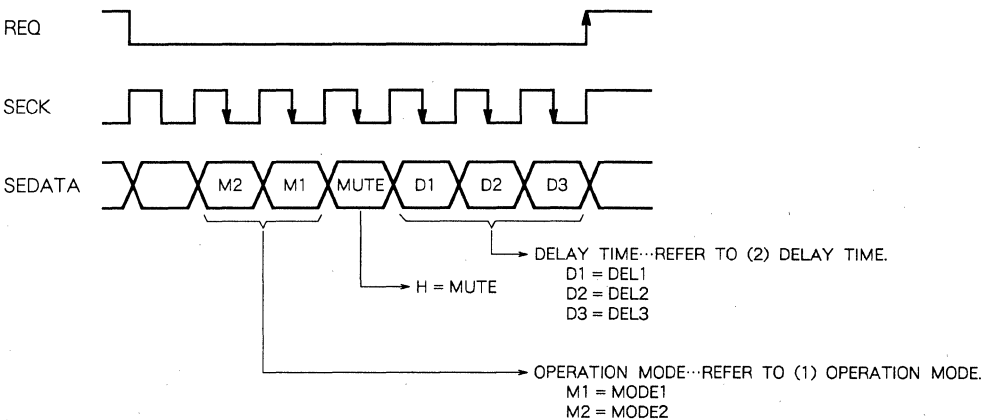 REQ
SECK
SEDATA M2 M1 MUTE D1 D2 D3
DELAY TIME···REFER TO (2) DELAY TIME.
D1 = DEL1
H = MUTE
D2 = DEL2
D3 = DEL3
OPERATION MODE···REFER TO (1) OPERATION MODE.
M1 = MODE1
M2 = MODE2